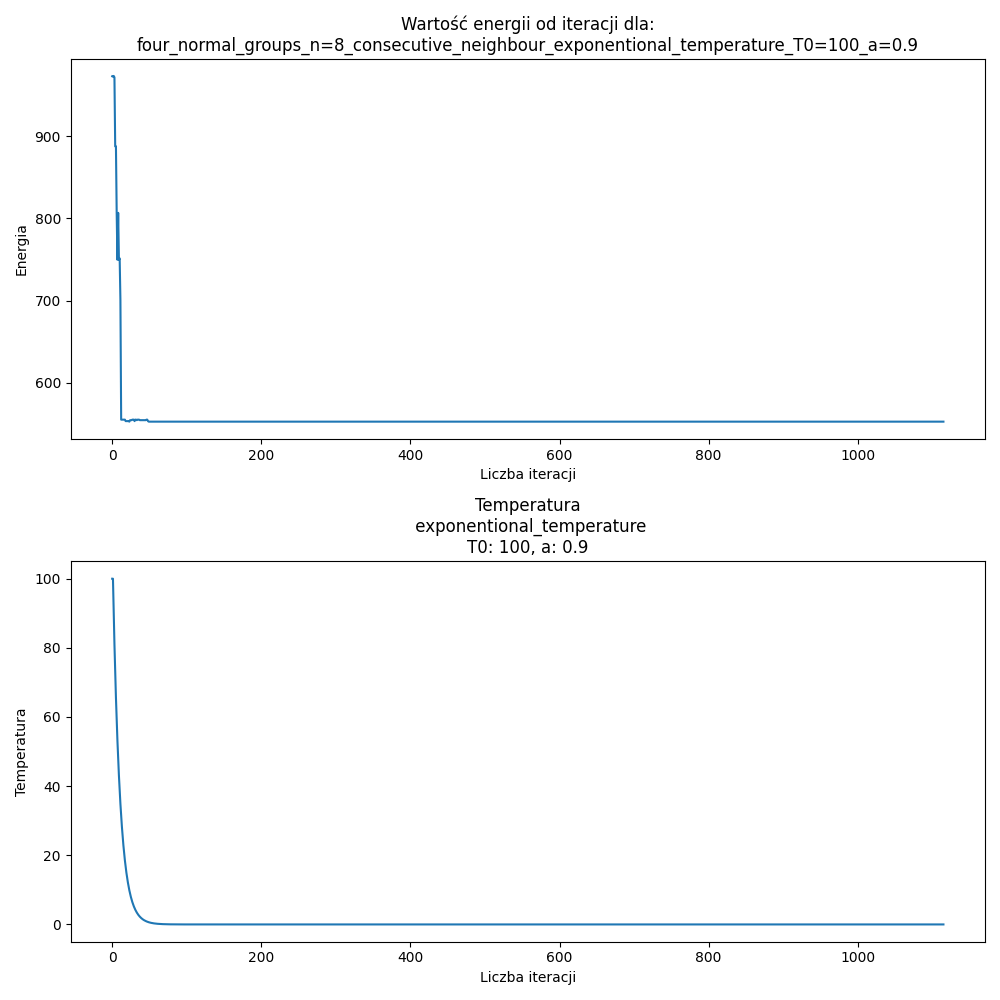 Wartość energii od iteracji dla:
four_normal_groups_n=8_consecutive_neighbour_exponentional_temperature_T0=100_a=0.9
900
800
700
600
Energia
0 200 400 600 800 1000
Liczba iteracji
Temperatura
exponentional_temperature
T0: 100, a: 0.9
100
80
60
40
20
0
Temperatura
0 200 400 600 800 1000
Liczba iteracji